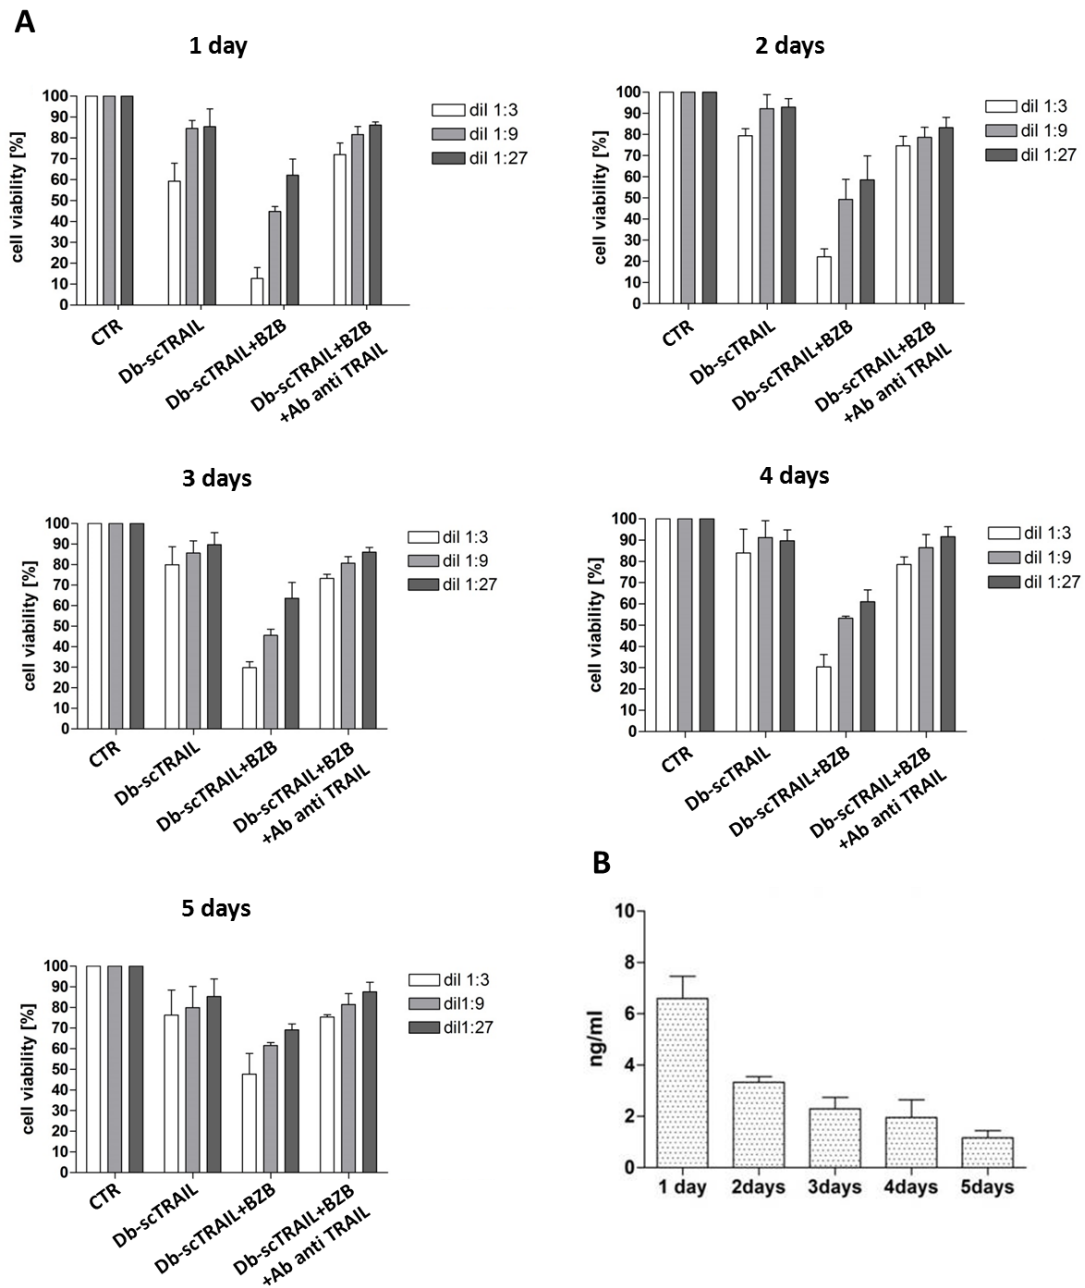 A
1 day
100
90
80
70
60
50
40
30
20
10
0
cell viability [%]
dil 1:3
dil 1:9
dil 1:27
CTR
Db-scTRAIL
Db-scTRAIL+BZB
Db-scTRAIL+BZB
+Ab anti TRAIL
2 days
100
90
80
70
60
50
40
30
20
10
0
cell viability [%]
dil 1:3
dil 1:9
dil 1:27
CTR
Db-scTRAIL
Db-scTRAIL+BZB
Db-scTRAIL+BZB
+Ab anti TRAIL
3 days
100
90
80
70
60
50
40
30
20
10
0
cell viability [%]
dil 1:3
dil 1:9
dil 1:27
CTR
Db-scTRAIL
Db-scTRAIL+BZB
Db-scTRAIL+BZB
+Ab anti TRAIL
4 days
100
90
80
70
60
50
40
30
20
10
0
cell viability [%]
dil 1:3
dil 1:9
dil 1:27
CTR
Db-scTRAIL
Db-scTRAIL+BZB
Db-scTRAIL+BZB
+Ab anti TRAIL
5 days
100
90
80
70
60
50
40
30
20
10
0
cell viability [%]
dil 1:3
dil1:9
dil1:27
CTR
Db-scTRAIL
Db-scTRAIL+BZB
Db-scTRAIL+BZB
+Ab anti TRAIL
B
10
8
6
4
2
0
ng/ml
1 day
2days
3days
4days
5days